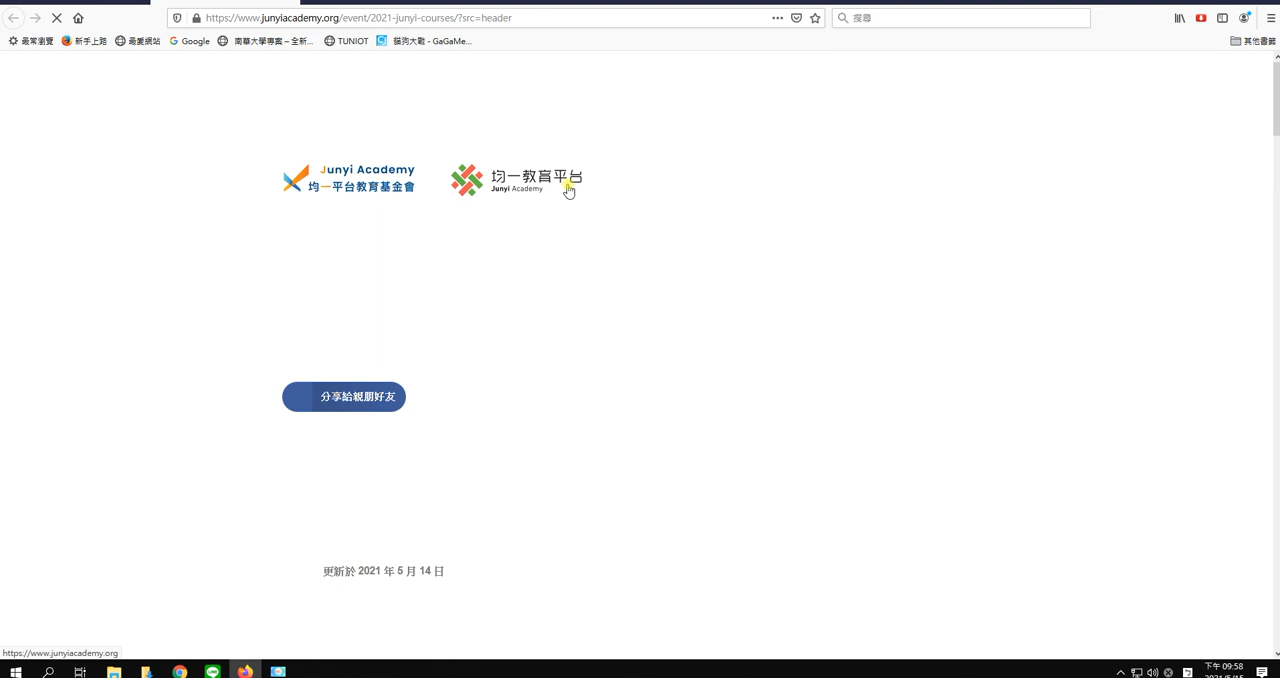 https://www.junyiacademy.org/event/2021-junyi-courses/?src=header
搜尋
最常瀏覽
新手上路
最愛網站
Google
南華大學專案 – 全新...
TUNIOT
貓狗大戰 - GaGaMe...
其他書籤
Junyi Academy
均一平台教育基金會
均一教育平台
Junyi Academy
分享給親朋好友
更新於 2021 年 5 月 14 日
https://www.junyiacademy.org
下午 09:58
2021/5/15